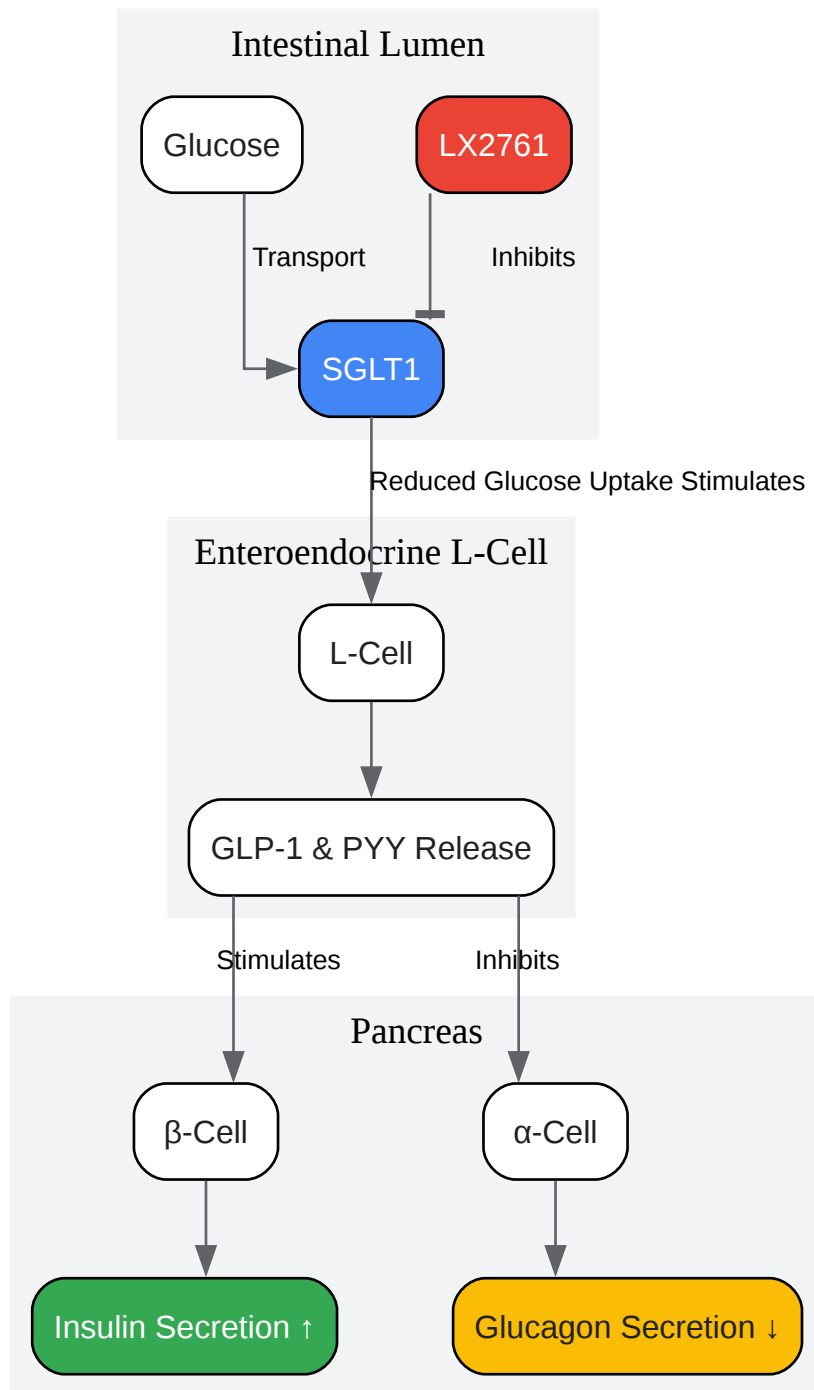 Intestinal Lumen
Glucose
LX2761
Transport
Inhibits
SGLT1
Reduced Glucose Uptake Stimulates
Enteroendocrine L-Cell
L-Cell
GLP-1 & PYY Release
Stimulates
Inhibits
Pancreas
β-Cell
α-Cell
Insulin Secretion ↑
Glucagon Secretion ↓